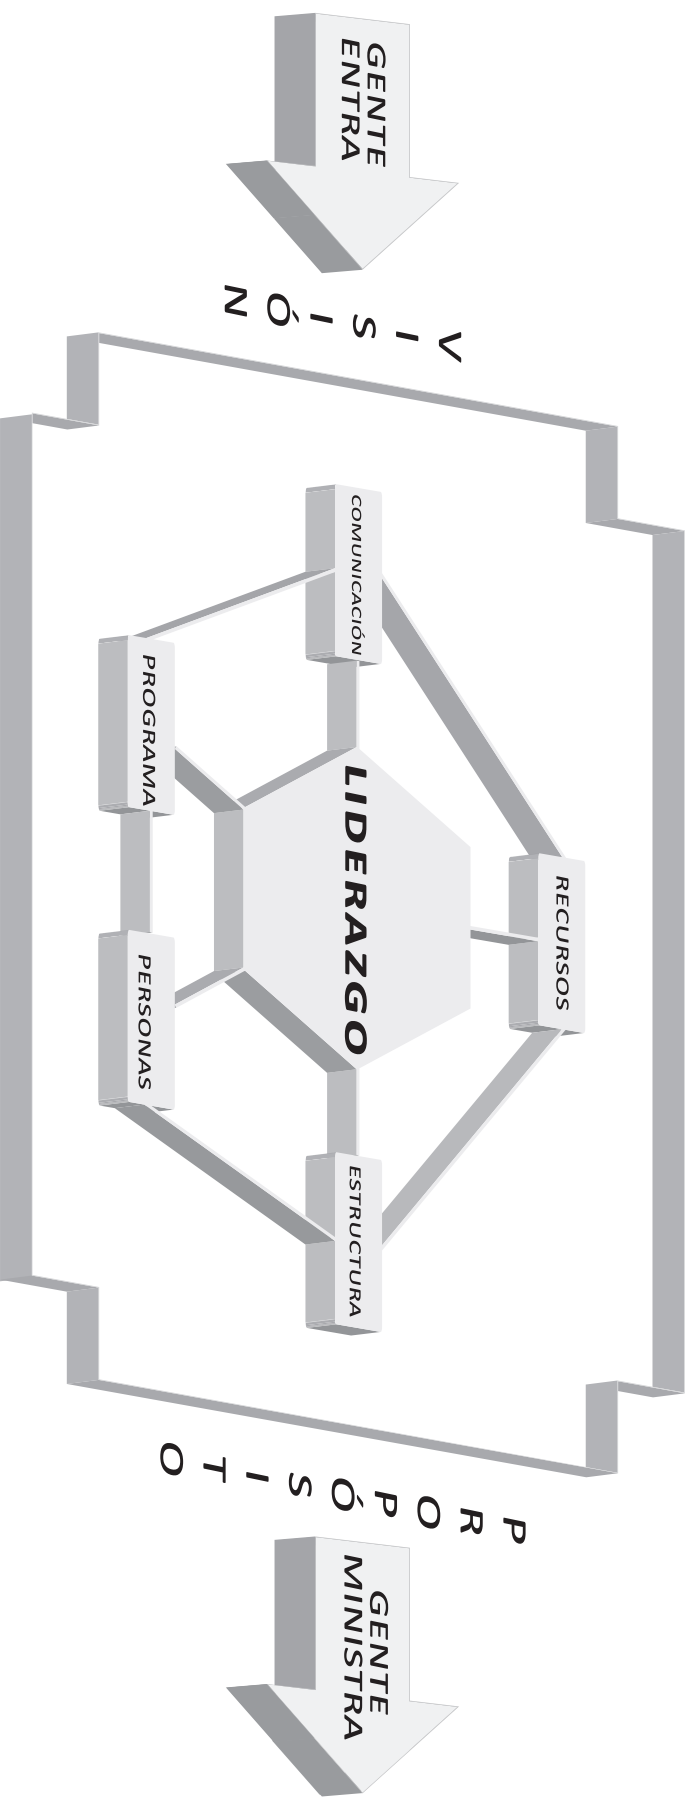 GENTE
ENTRA
VISIÓN
COMUNICACIÓN
PROGRAMA
LIDERAZGO
RECURSOS
PERSONAS
ESTRUCTURA
PROPÓSITO
GENTE
MINISTRA